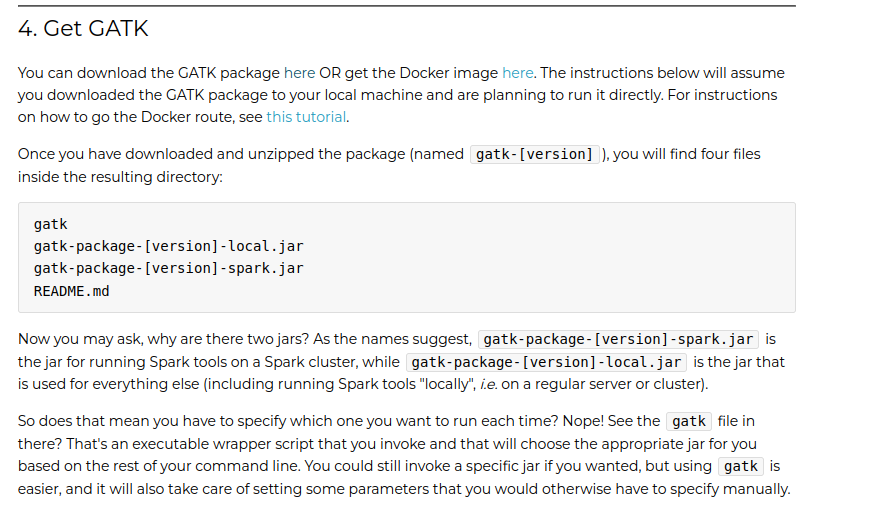 4. Get GATK
You can download the GATK package here OR get the Docker image here. The instructions below will assume
you downloaded the GATK package to your local machine and are planning to run it directly. For instructions
on how to go the Docker route, see this tutorial.
Once you have downloaded and unzipped the package (named gatk-[version] ), you will find four files
inside the resulting directory:
gatk
gatk-package-[version]-local.jar
gatk-package-[version]-spark.jar
README.md
Now you may ask, why are there two jars? As the names suggest, gatk-package-[version]-spark.jar is
the jar for running Spark tools on a Spark cluster, while gatk-package-[version]-local.jar is the jar that
is used for everything else (including running Spark tools "locally", i.e. on a regular server or cluster).
So does that mean you have to specify which one you want to run each time? Nope! See the gatk file in
there? That's an executable wrapper script that you invoke and that will choose the appropriate jar for you
based on the rest of your command line. You could still invoke a specific jar if you wanted, but using gatk is
easier, and it will also take care of setting some parameters that you would otherwise have to specify manually.